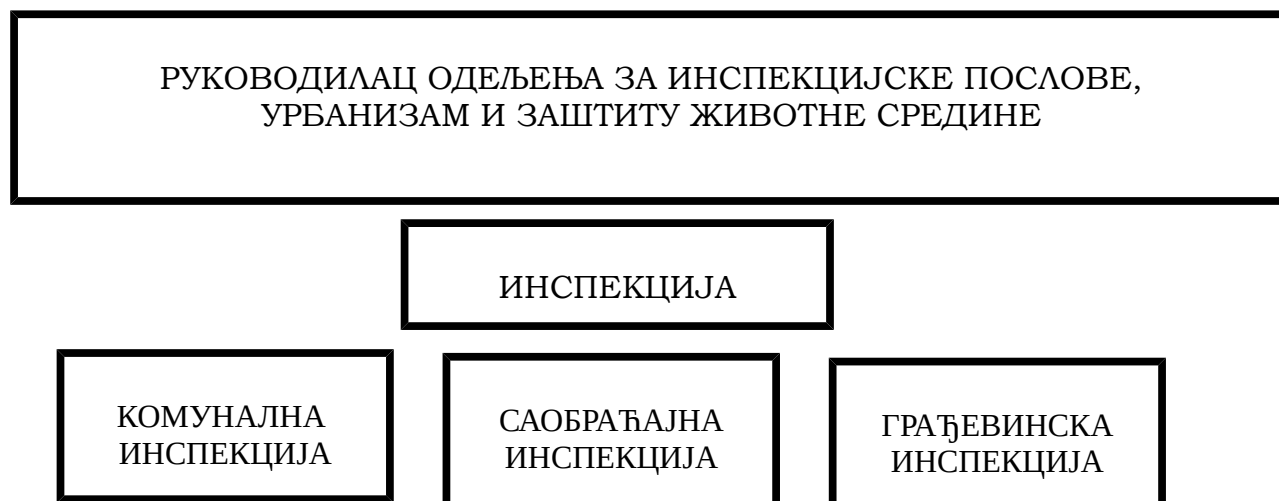 РУКОВОДИЛАЦ ОДЕЉЕЊА ЗА ИНСПЕКЦИЈСКЕ ПОСЛОВЕ,
УРБАНИЗАМ И ЗАШТИТУ ЖИВОТНЕ СРЕДИНЕ
ИНСПЕКЦИЈА
КОМУНАЛНА
ИНСПЕКЦИЈА
САОБРАЋАЈНА
ИНСПЕКЦИЈА
ГРАЂЕВИНСКА
ИНСПЕКЦИЈА